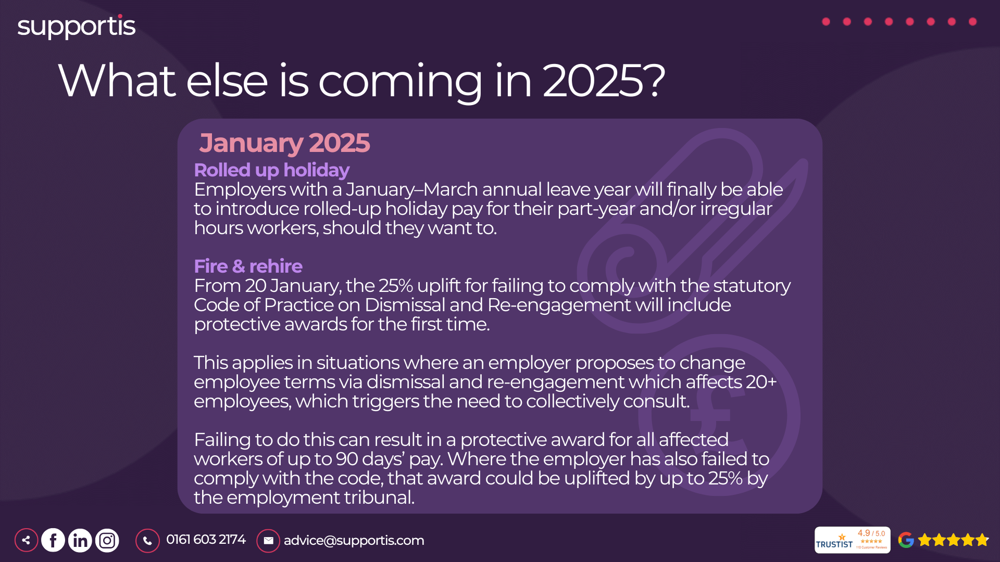 supportis
What else is coming in 2025?
January 2025
Rolled up holiday
Employers with a January–March annual leave year will finally be able
to introduce rolled-up holiday pay for their part-year and/or irregular
hours workers, should they want to.
Fire & rehire
From 20 January, the 25% uplift for failing to comply with the statutory
Code of Practice on Dismissal and Re-engagement will include
protective awards for the first time.
This applies in situations where an employer proposes to change
employee terms via dismissal and re-engagement which affects 20+
employees, which triggers the need to collectively consult.
Failing to do this can result in a protective award for all affected
workers of up to 90 days’ pay. Where the employer has also failed to
comply with the code, that award could be uplifted by up to 25% by
the employment tribunal.
0161 603 2174
advice@supportis.com
TRUSTIST
4.9 / 5.0
Customer Reviews